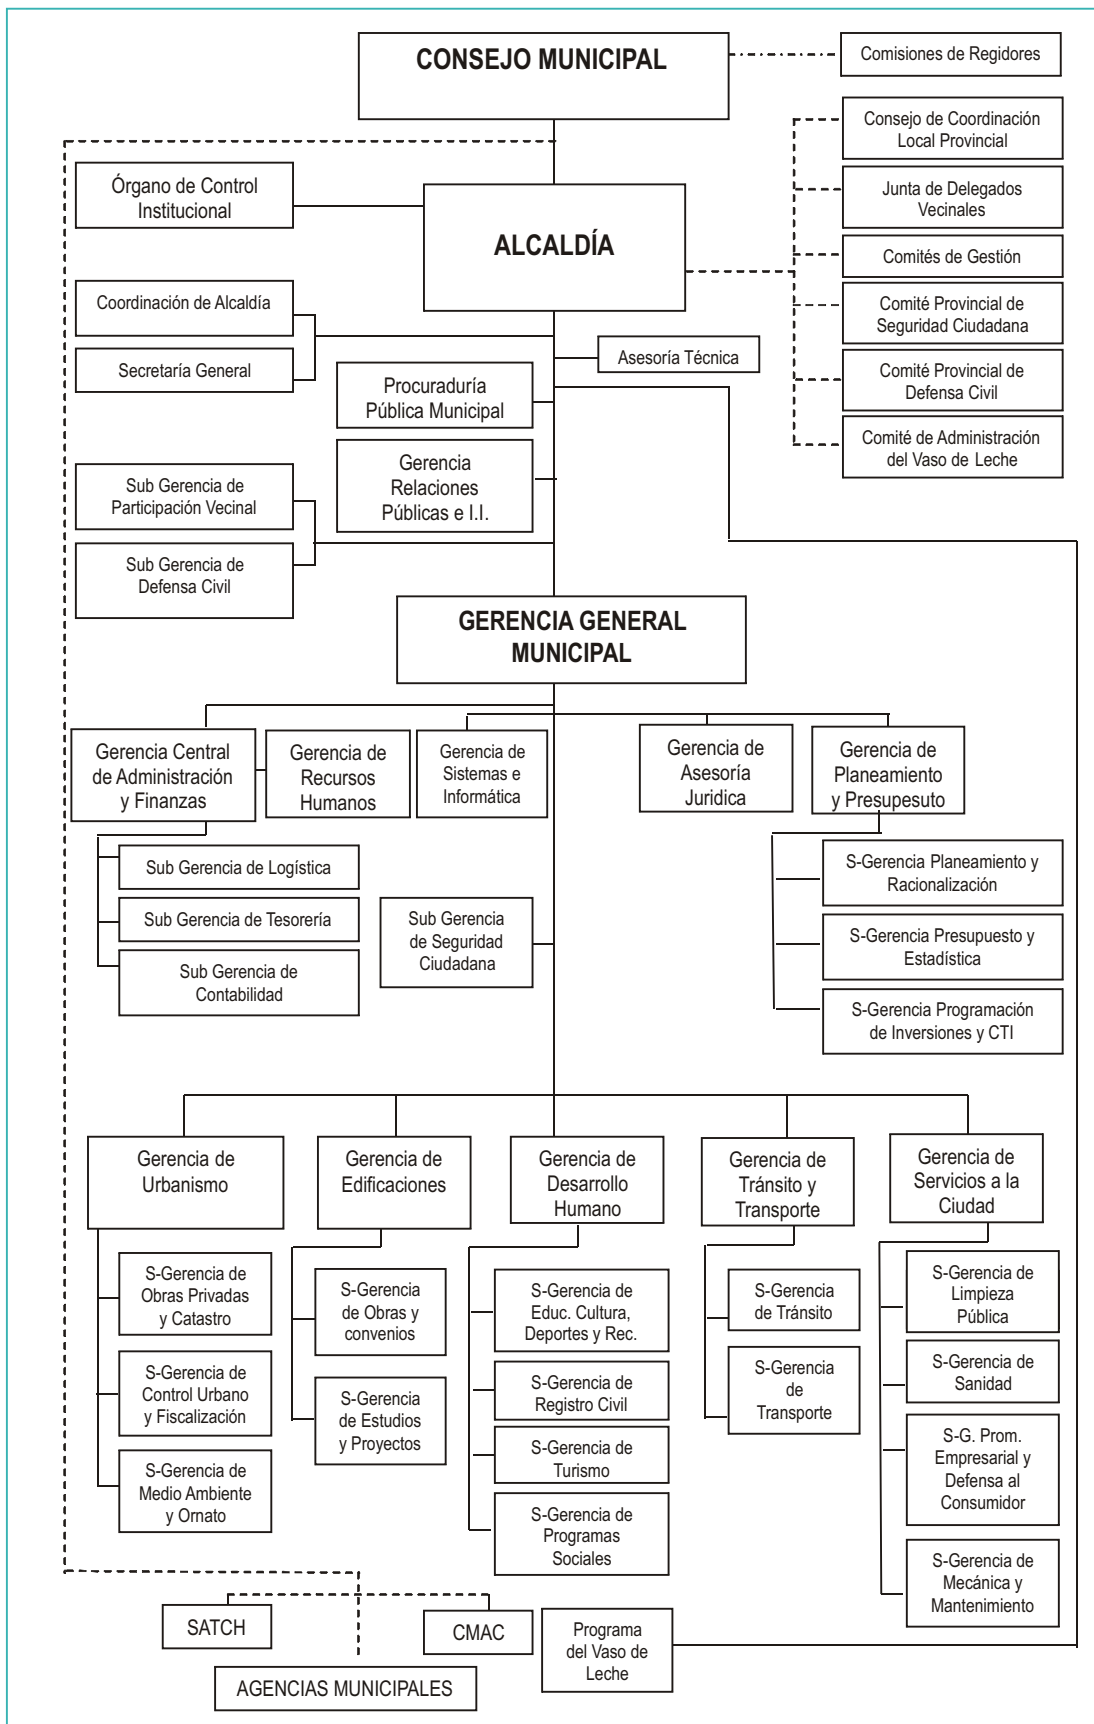 CONSEJO MUNICIPAL
Comisiones de Regidores
Consejo de Coordinación
Local Provincial
Órgano de Control
Institucional
Junta de Delegados
Vecinales
ALCALDÍA
Comités de Gestión
Coordinación de Alcaldía
Comité Provincial de
Seguridad Ciudadana
Secretaría General
Asesoría Técnica
Comité Provincial de
Defensa Civil
Procuraduría
Pública Municipal
Comité de Administración
del Vaso de Leche
Gerencia
Relaciones
Públicas e I.I.
Sub Gerencia de
Participación Vecinal
Sub Gerencia de
Defensa Civil
GERENCIA GENERAL
MUNICIPAL
Gerencia Central
de Administración
y Finanzas
Gerencia de
Recursos
Humanos
Gerencia de
Sistemas e
Informática
Gerencia de
Asesoría
Juridica
Gerencia de
Planeamiento
y Presupesuto
Sub Gerencia de Logística
Sub Gerencia de Tesorería
Sub Gerencia de
Contabilidad
Sub Gerencia
de Seguridad
Ciudadana
S-Gerencia Planeamiento y
Racionalización
S-Gerencia Presupuesto y
Estadística
S-Gerencia Programación
de Inversiones y CTI
Gerencia de
Urbanismo
Gerencia de
Edificaciones
Gerencia de
Desarrollo
Humano
Gerencia de
Tránsito y
Transporte
Gerencia de
Servicios a la
Ciudad
S-Gerencia de
Obras Privadas
y Catastro
S-Gerencia de
Control Urbano
y Fiscalización
S-Gerencia de
Medio Ambiente
y Ornato
S-Gerencia
de Obras y
convenios
S-Gerencia
de Estudios
y Proyectos
S-Gerencia de
Educ. Cultura,
Deportes y Rec.
S-Gerencia de
Registro Civil
S-Gerencia de
Turismo
S-Gerencia de
Programas
Sociales
S-Gerencia
de Tránsito
S-Gerencia
de
Transporte
S-Gerencia de
Limpieza
Pública
S-Gerencia de
Sanidad
S-G. Prom.
Empresarial y
Defensa al
Consumidor
S-Gerencia de
Mecánica y
Mantenimiento
SATCH
CMAC
Programa
del Vaso de
Leche
AGENCIAS MUNICIPALES